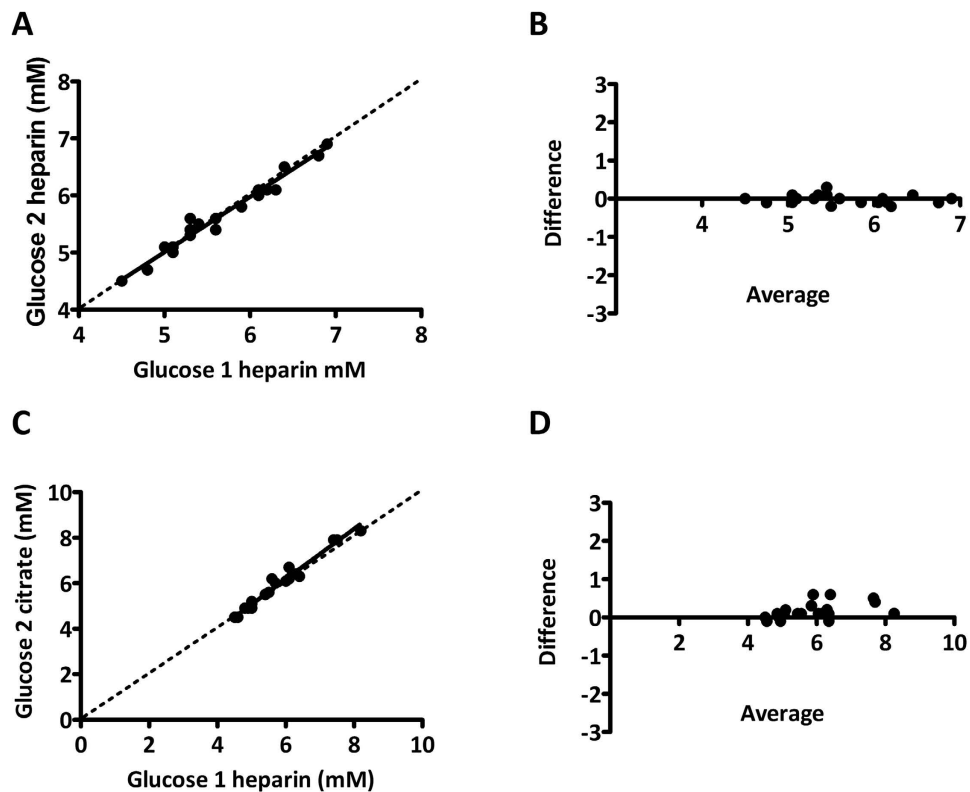 A
B
Glucose 2 heparin (mM)
8
7
6
5
4
4 5 6 7 8
Glucose 1 heparin mM
Difference
3
2
1
0
-1
-2
-3
4 5 6 7
Average
C
D
Glucose 2 citrate (mM)
10
8
6
4
2
0
0 2 4 6 8 10
Glucose 1 heparin (mM)
Difference
3
2
1
0
-1
-2
-3
2 4 6 8 10
Average